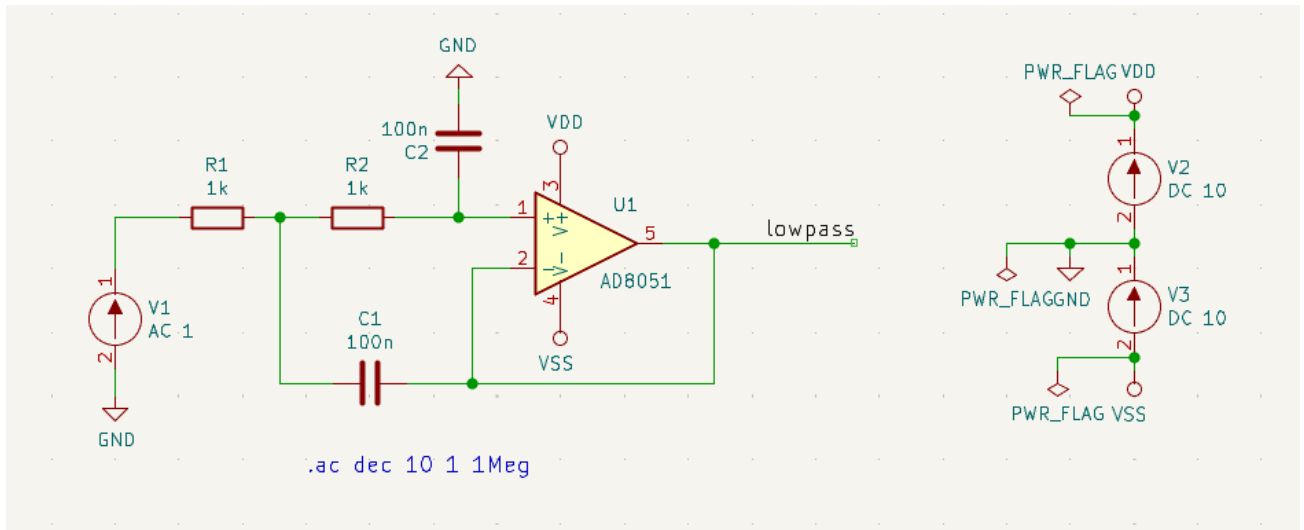 GND
PWR_FLAG VDD
100n
C2
VDD
R1
1k
R2
1k
1
3
V+
+
V-
-
U1
1
2
5
4
AD8051
lowpass
1
2
V2
DC 10
PWR_FLAG GND
1
2
V3
DC 10
V1
AC 1
2
GND
C1
100n
VSS
PWR_FLAG VSS
.ac dec 10 1 1Meg